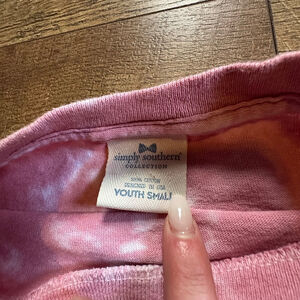 simply southern
COLLECTION
100% COTTON
DESIGNED IN USA
YOUTH SMALL